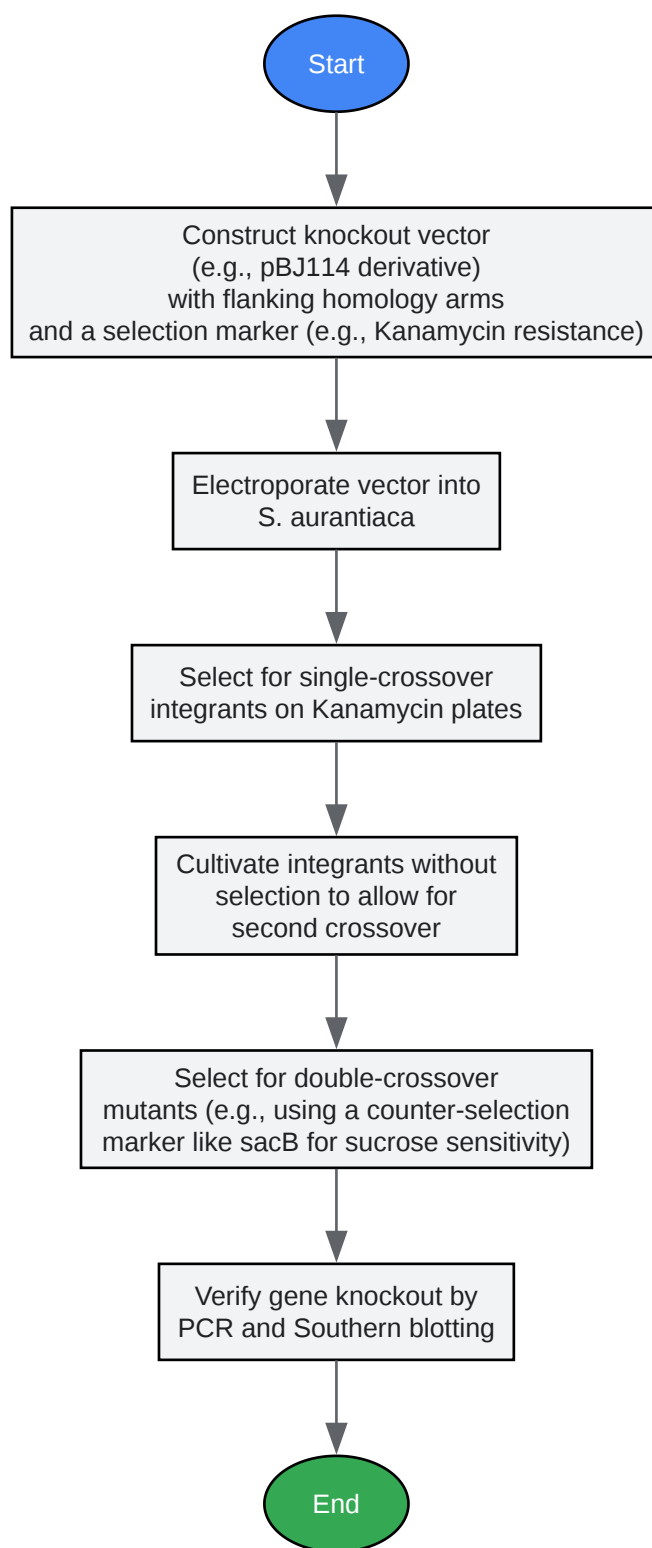 Start
Construct knockout vector
(e.g., pBJ114 derivative)
with flanking homology arms
and a selection marker (e.g., Kanamycin resistance)
Electroporate vector into
S. aurantiaca
Select for single-crossover
integrants on Kanamycin plates
Cultivate integrants without
selection to allow for
second crossover
Select for double-crossover
mutants (e.g., using a counter-selection
marker like sacB for sucrose sensitivity)
Verify gene knockout by
PCR and Southern blotting
End